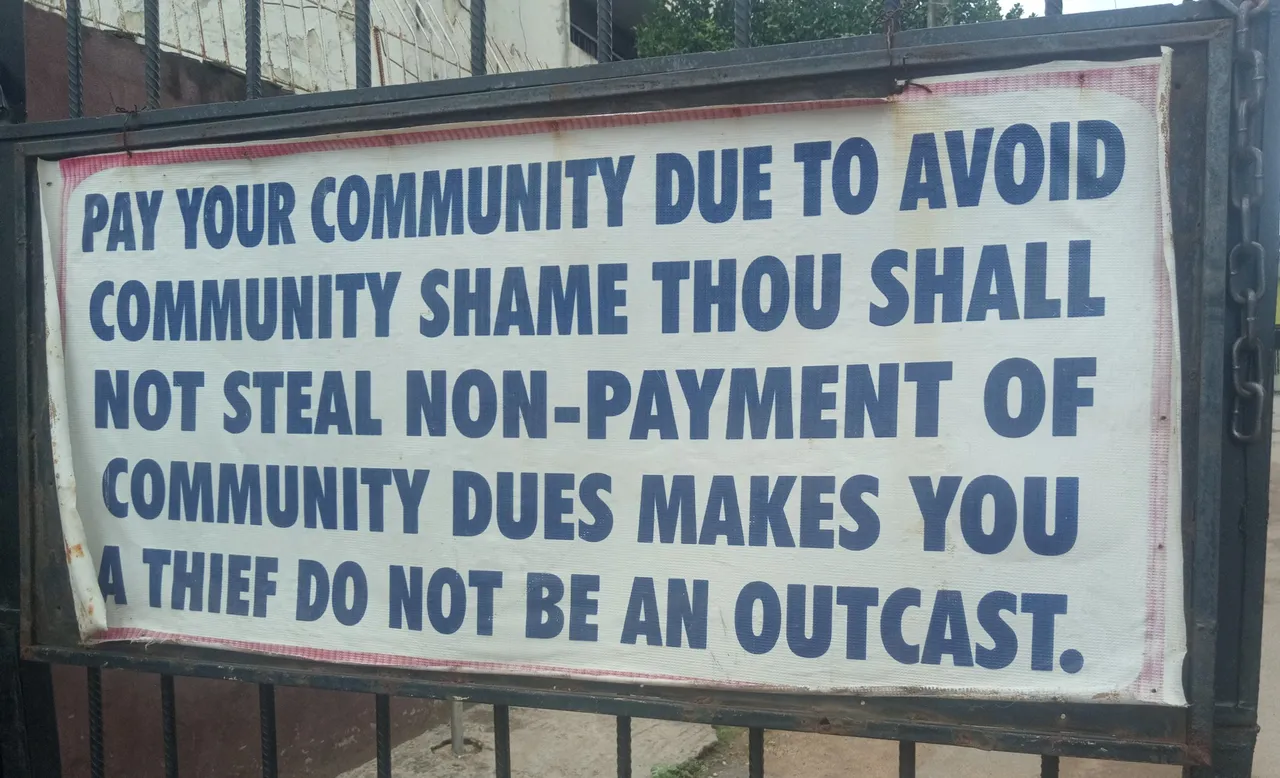 PAY YOUR COMMUNITY DUE TO AVOID
COMMUNITY SHAME THOU SHALL
NOT STEAL NON-PAYMENT OF
COMMUNITY DUES MAKES YOU
A THIEF DO NOT BE AN OUTCAST.